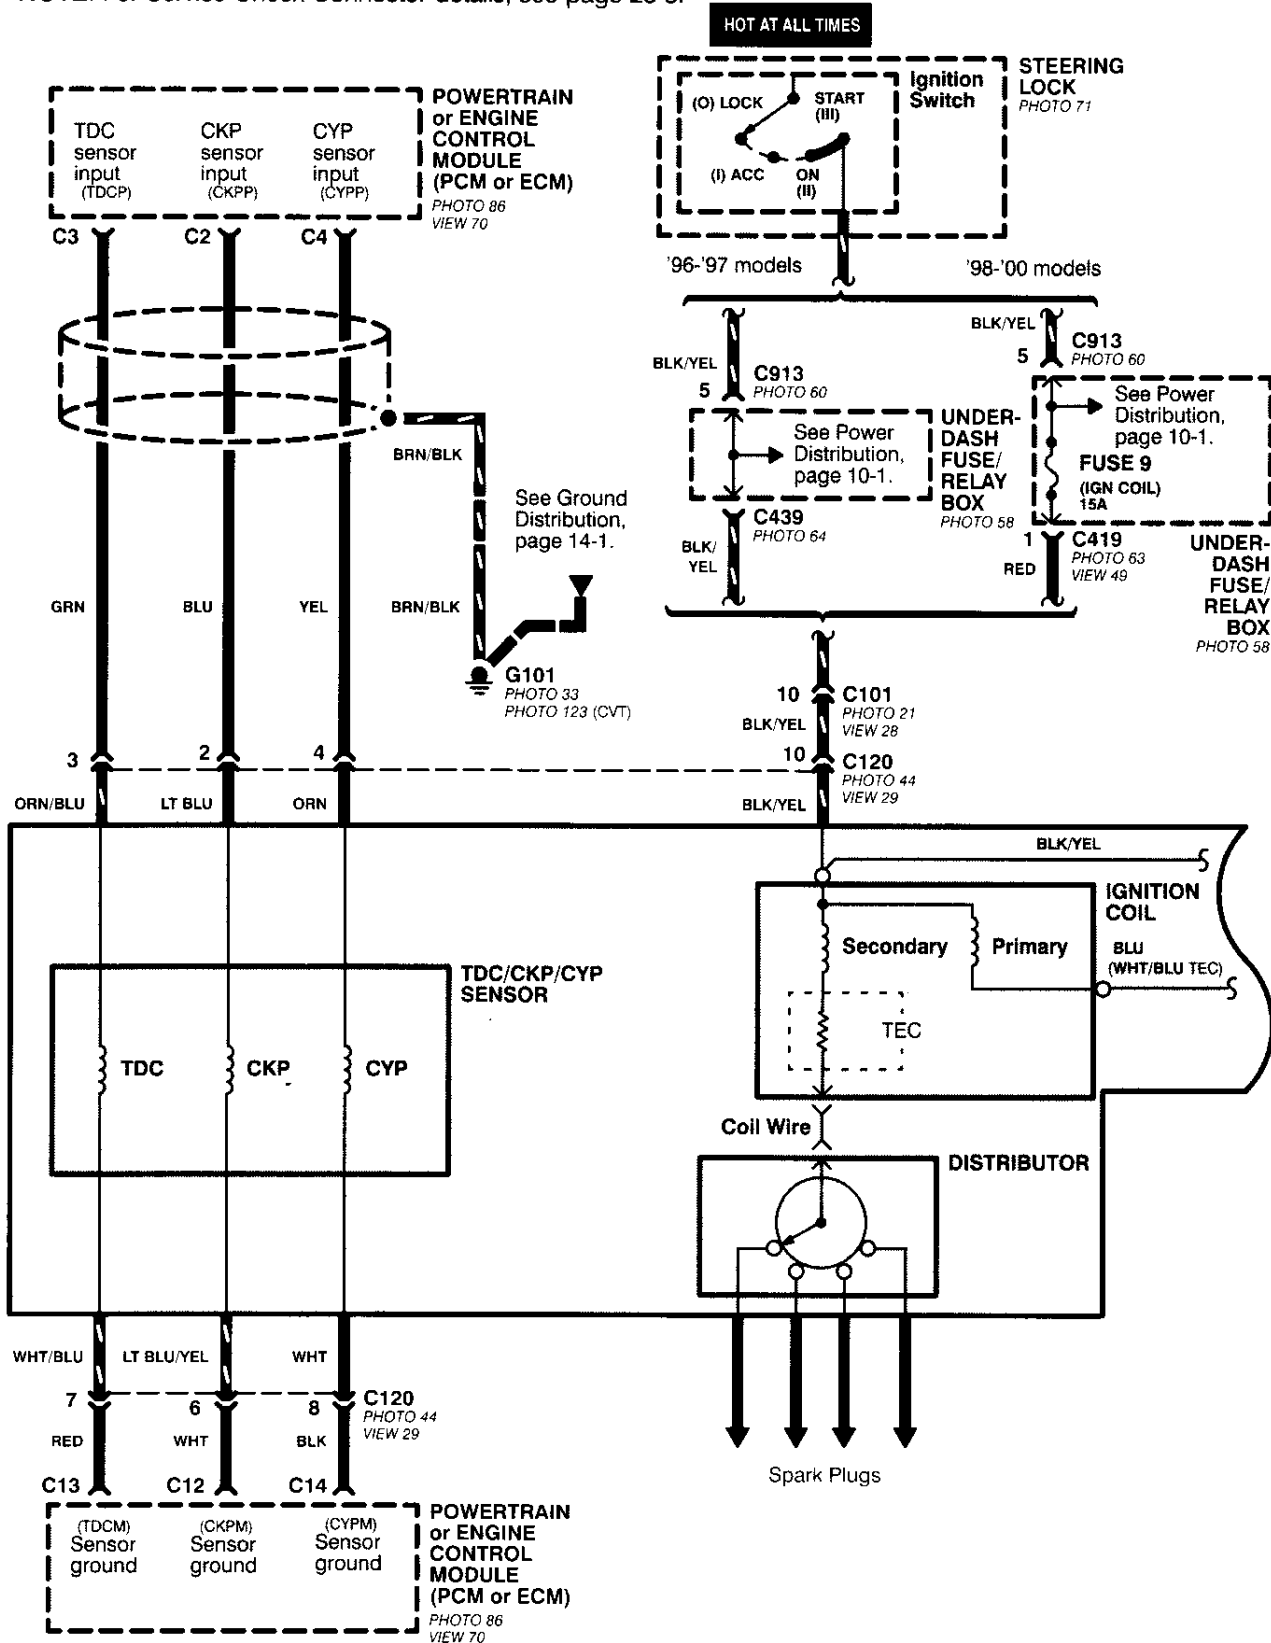 HOT AT ALL TIMES
STEERING
LOCK
PHOTO 71
Ignition
Switch
(O) LOCK
START
(III)
(I) ACC
ON
(II)
POWERTRAIN
or ENGINE
CONTROL
MODULE
(PCM or ECM)
PHOTO 86
VIEW 70
TDC
sensor
input
(TDCP)
CKP
sensor
input
(CKPP)
CYP
sensor
input
(CYPP)
C3
C2
C4
'96-'97 models
'98-'00 models
BLK/YEL
5
C913
PHOTO 60
BLK/YEL
5
C913
PHOTO 60
See Power
Distribution,
page 10-1.
UNDER-
DASH
FUSE/
RELAY
BOX
PHOTO 58
See Power
Distribution,
page 10-1.
FUSE 9
(IGN COIL)
15A
C439
PHOTO 64
BLK/
YEL
1
C419
PHOTO 63
VIEW 49
RED
UNDER-
DASH
FUSE/
RELAY
BOX
PHOTO 58
BRN/BLK
See Ground
Distribution,
page 14-1.
GRN
BLU
YEL
BRN/BLK
G101
PHOTO 33
PHOTO 123 (CVT)
10
C101
PHOTO 21
VIEW 28
BLK/YEL
3
2
4
10
C120
PHOTO 44
VIEW 29
ORN/BLU
LT BLU
ORN
BLK/YEL
BLK/YEL
IGNITION
COIL
Secondary
Primary
BLU
(WHT/BLU TEC)
TEC
TDC/CKP/CYP
SENSOR
TDC
CKP
CYP
Coil Wire
DISTRIBUTOR
WHT/BLU
LT BLU/YEL
WHT
7
6
8
C120
PHOTO 44
VIEW 29
RED
WHT
BLK
C13
C12
C14
Spark Plugs
(TDCM)
Sensor
ground
(CKPM)
Sensor
ground
(CYPM)
Sensor
ground
POWERTRAIN
or ENGINE
CONTROL
MODULE
(PCM or ECM)
PHOTO 86
VIEW 70